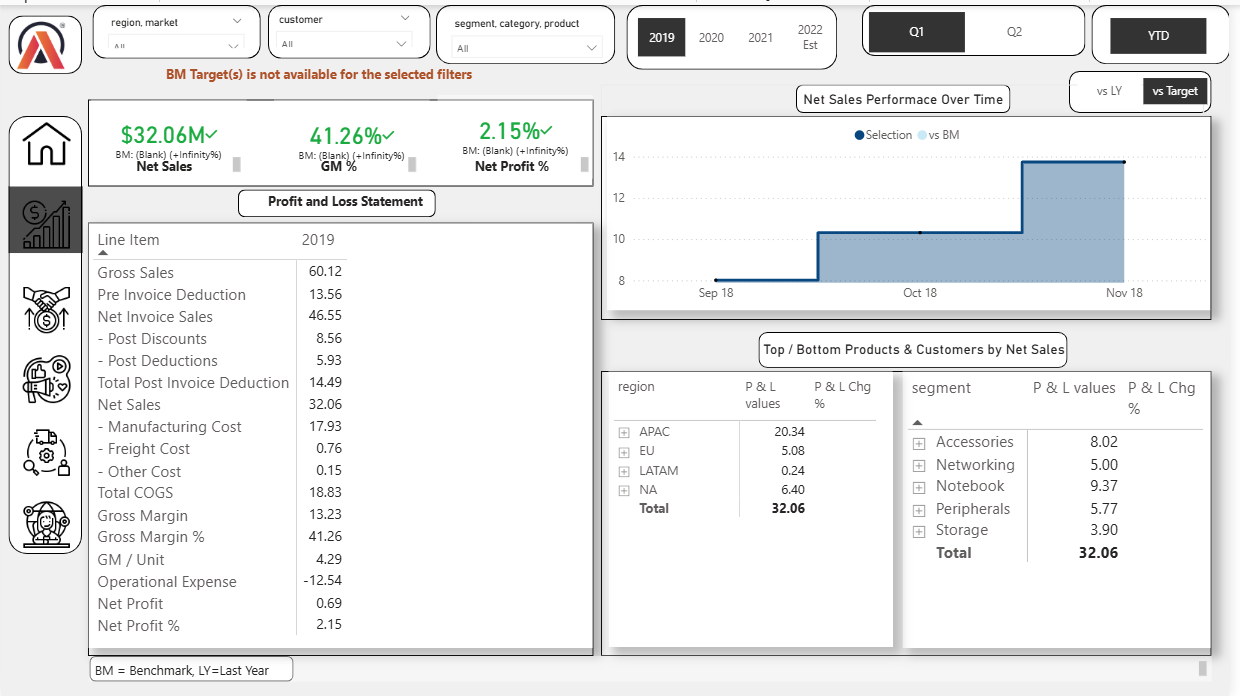 region, market
All
customer
All
segment, category, product
All
2019
2020
2021
2022
Est
Q1
Q2
YTD
BM Target(s) is not available for the selected filters
vs LY
vs Target
$32.06M
BM: (Blank) (+Infinity%)
Net Sales
41.26%
BM: (Blank) (+Infinity%)
GM %
2.15%
BM: (Blank) (+Infinity%)
Net Profit %
Net Sales Performace Over Time
Selection vs BM
14
12
10
8
Sep 18 Oct 18 Nov 18
Profit and Loss Statement
Line Item 2019
Gross Sales 60.12
Pre Invoice Deduction 13.56
Net Invoice Sales 46.55
- Post Discounts 8.56
- Post Deductions 5.93
Total Post Invoice Deduction 14.49
Net Sales 32.06
- Manufacturing Cost 17.93
- Freight Cost 0.76
- Other Cost 0.15
Total COGS 18.83
Gross Margin 13.23
Gross Margin % 41.26
GM / Unit 4.29
Operational Expense -12.54
Net Profit 0.69
Net Profit % 2.15
Top / Bottom Products & Customers by Net Sales
region P & L values P & L Chg %
APAC 20.34
EU 5.08
LATAM 0.24
NA 6.40
Total 32.06
segment P & L values P & L Chg %
Accessories 8.02
Networking 5.00
Notebook 9.37
Peripherals 5.77
Storage 3.90
Total 32.06
BM = Benchmark, LY=Last Year